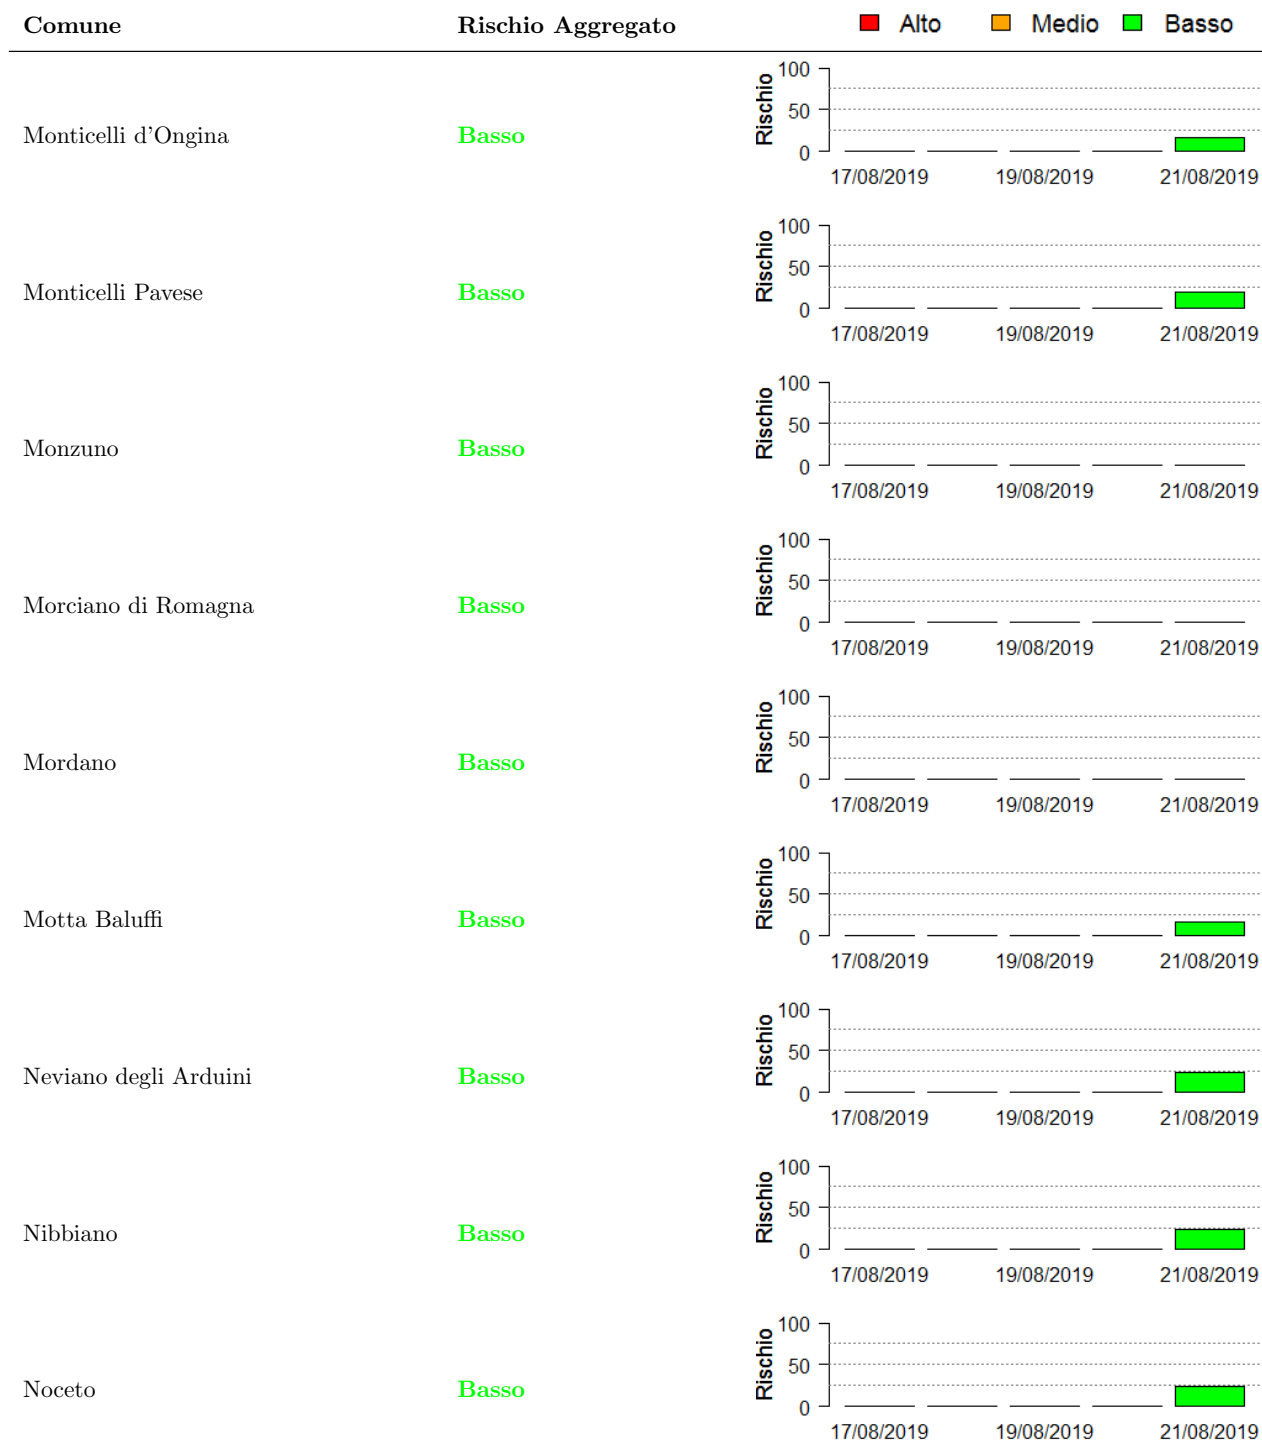 Comune Rischio Aggregato Alto Medio Basso
100
50
0
Rischio
Monticelli d'Ongina Basso
17/08/2019 19/08/2019 21/08/2019
100
50
0
Rischio
Monticelli Pavese Basso
17/08/2019 19/08/2019 21/08/2019
100
50
0
Rischio
Monzuno Basso
17/08/2019 19/08/2019 21/08/2019
100
50
0
Rischio
Morciano di Romagna Basso
17/08/2019 19/08/2019 21/08/2019
100
50
0
Rischio
Mordano Basso
17/08/2019 19/08/2019 21/08/2019
100
50
0
Rischio
Motta Baluffi Basso
17/08/2019 19/08/2019 21/08/2019
100
50
0
Rischio
Neviano degli Arduini Basso
17/08/2019 19/08/2019 21/08/2019
100
50
0
Rischio
Nibbiano Basso
17/08/2019 19/08/2019 21/08/2019
100
50
0
Rischio
Noceto Basso
17/08/2019 19/08/2019 21/08/2019